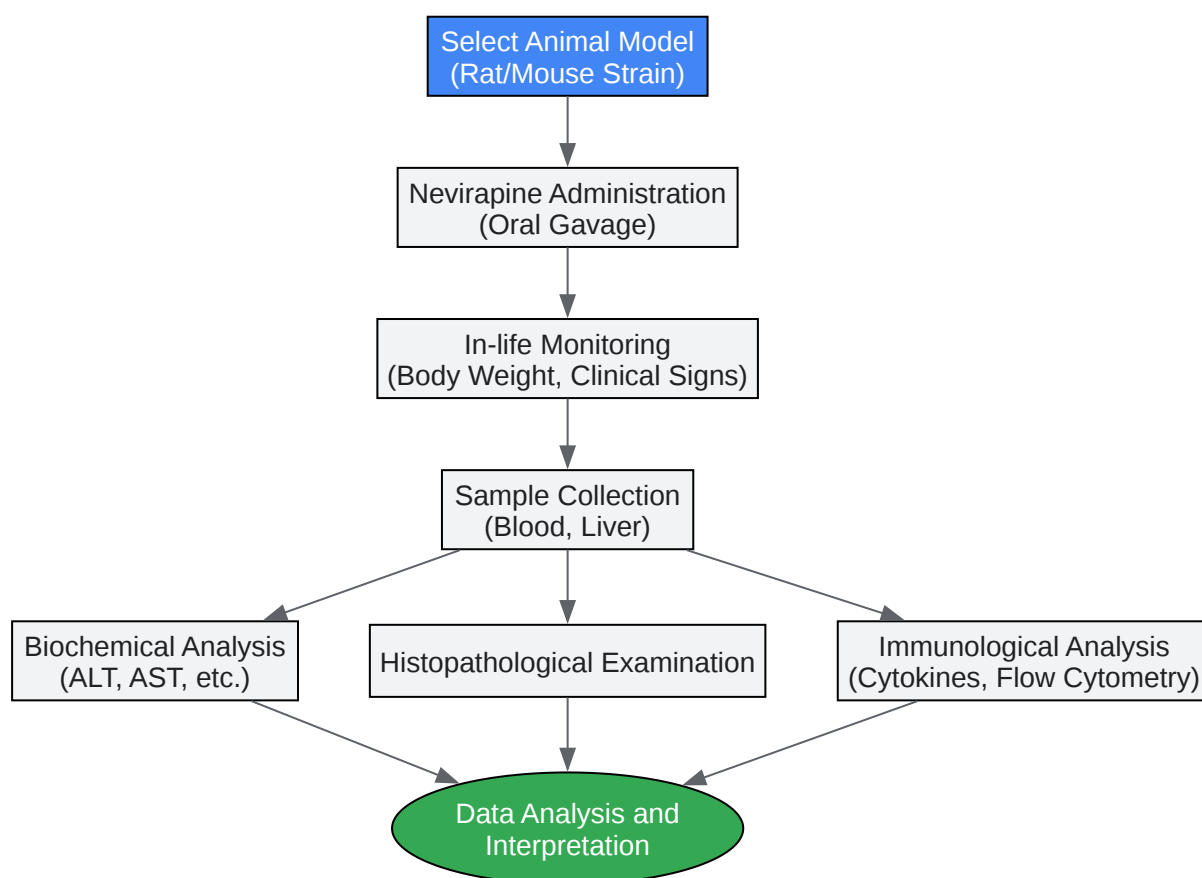 Select Animal Model
(Rat/Mouse Strain)
Nevirapine Administration
(Oral Gavage)
In-life Monitoring
(Body Weight, Clinical Signs)
Sample Collection
(Blood, Liver)
Biochemical Analysis
(ALT, AST, etc.)
Histopathological Examination
Immunological Analysis
(Cytokines, Flow Cytometry)
Data Analysis and
Interpretation